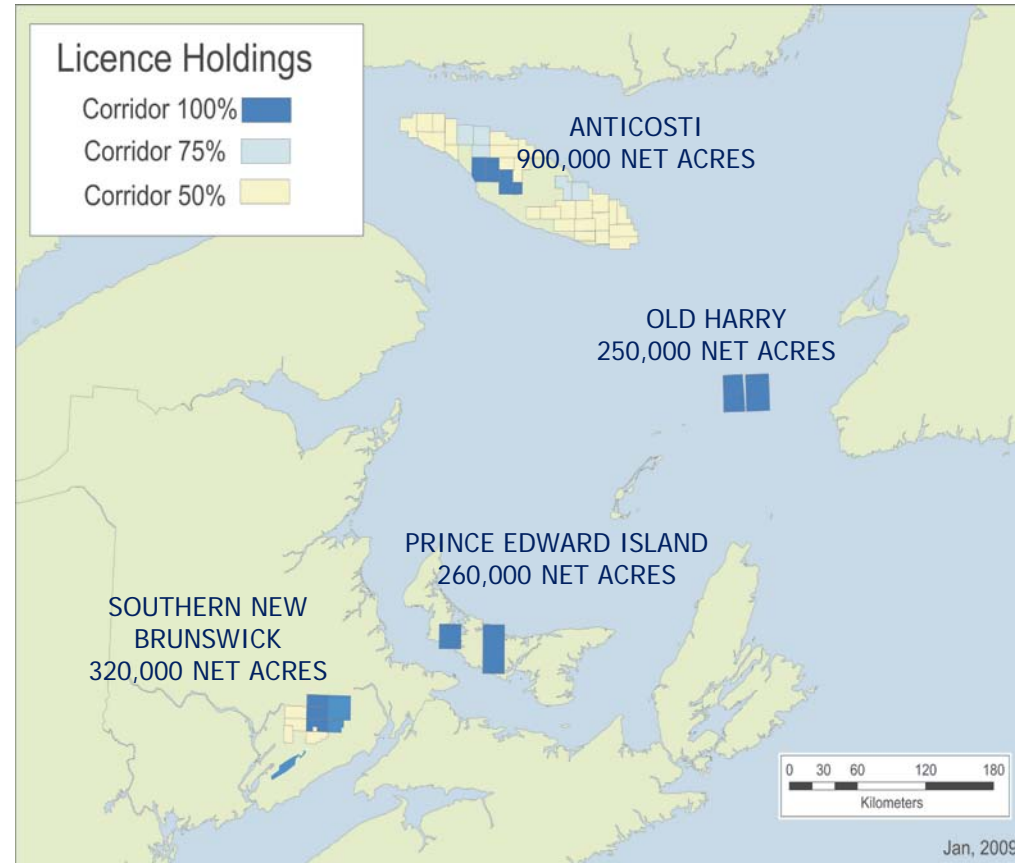 Licence Holdings
Corridor 100%
Corridor 75%
Corridor 50%
ANTICOSTI
900,000 NET ACRES
OLD HARRY
250,000 NET ACRES
PRINCE EDWARD ISLAND
260,000 NET ACRES
SOUTHERN NEW
BRUNSWICK
320,000 NET ACRES
0 30 60 120 180
Kilometers
Jan, 2009